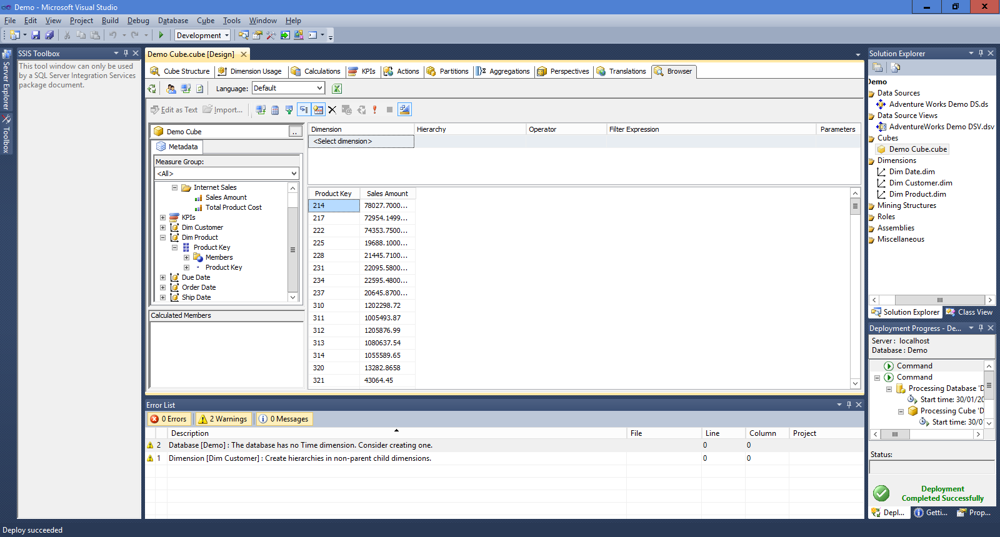 Demo - Microsoft Visual Studio
File Edit View Project Build Debug Database Cube Tools Window Help
Development
Server Explorer
Toolbox
SSIS Toolbox
This tool window can only be used
by a SQL Server Integration Services
package document.
Demo Cube.cube [Design]
Cube Structure Dimension Usage Calculations KPIs Actions Partitions Aggregations Perspectives Translations Browser
Language: Default
Edit as Text Import...
Demo Cube ..
Metadata
Measure Group:
<All>
Internet Sales
Sales Amount
Total Product Cost
KPIs
Dim Customer
Dim Product
Product Key
Members
Product Key
Due Date
Order Date
Ship Date
Calculated Members
Dimension Hierarchy Operator Filter Expression Parameters
<Select dimension>
Product Key Sales Amount
214 78027.7000...
217 72954.1499...
222 74353.7500...
225 19688.1000...
228 21445.7100...
231 22095.5800...
234 22595.4800...
237 20645.8700...
310 1202298.72
311 1005493.87
312 1205876.99
313 1080637.54
314 1055589.65
320 13282.8658
321 43064.45
Error List
0 Errors 2 Warnings 0 Messages
Description File Line Column Project
2 Database [Demo] : The database has no Time dimension. Consider creating one. 0 0
1 Dimension [Dim Customer] : Create hierarchies in non-parent child dimensions. 0 0
Solution Explorer
Demo
Data Sources
Adventure Works Demo DS.ds
Data Source Views
AdventureWorks Demo DSV.dsv
Cubes
Demo Cube.cube
Dimensions
Dim Date.dim
Dim Customer.dim
Dim Product.dim
Mining Structures
Roles
Assemblies
Miscellaneous
Solution Explorer Class View
Deployment Progress - De...
Server : localhost
Database : Demo
Command
Command
Processing Database 'D
Start time: 30/01/20
Processing Cube 'D
Start time: 30/0
Status:
Deployment
Completed Successfully
Depl... Getti... Prop...
Deploy succeeded